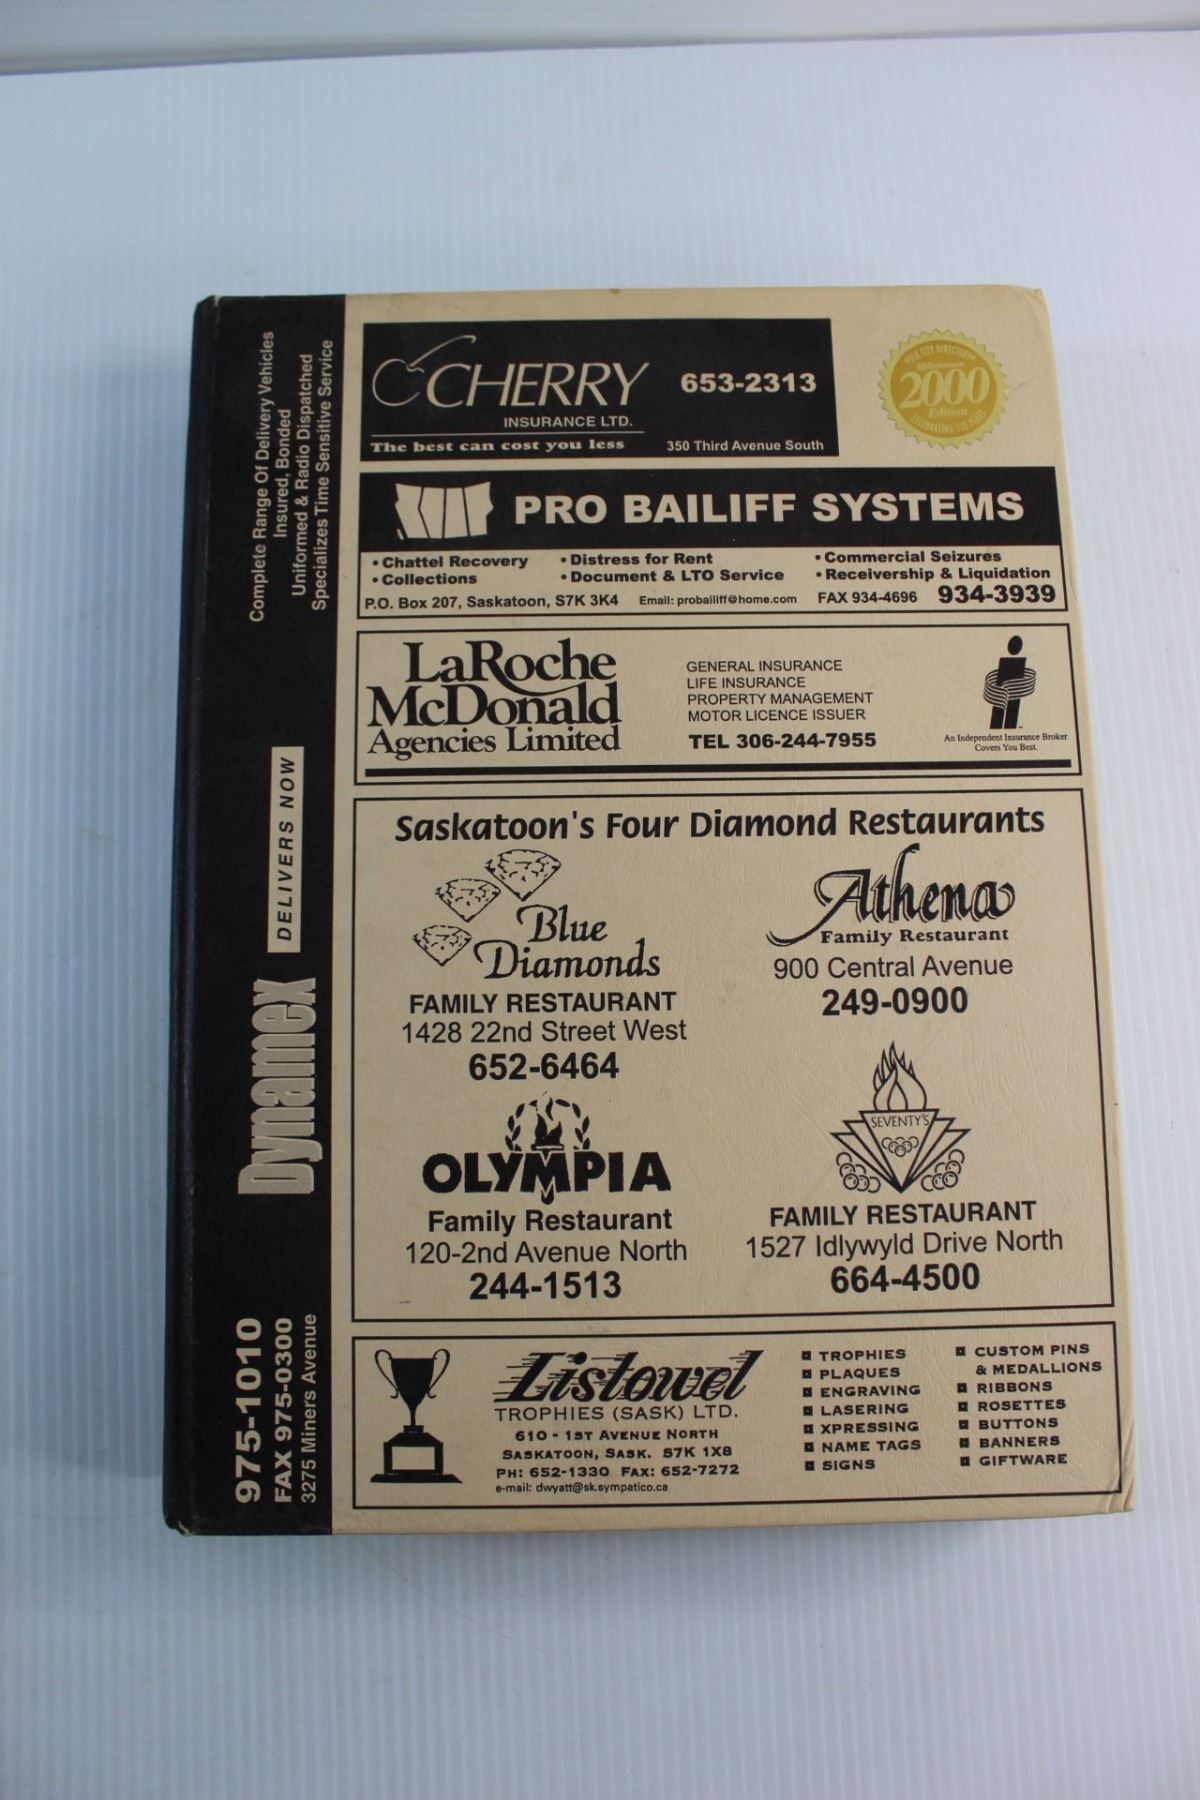 CHERRY
INSURANCE LTD.
The best can cost you less
653-2313
350 Third Avenue South
POLK CITY DIRECTORY
Millennium
2000
Edition
CELEBRATING 130 YEARS
PRO BAILIFF SYSTEMS
• Chattel Recovery
• Collections
• Distress for Rent
• Document & LTO Service
• Commercial Seizures
• Receivership & Liquidation
P.O. Box 207, Saskatoon, S7K 3K4 Email: probailiff@home.com FAX 934-4696 934-3939
LaRoche
McDonald
Agencies Limited
GENERAL INSURANCE
LIFE INSURANCE
PROPERTY MANAGEMENT
MOTOR LICENCE ISSUER
TEL 306-244-7955
An Independent Insurance Broker
Covers You Best.
Saskatoon's Four Diamond Restaurants
Blue
Diamonds
FAMILY RESTAURANT
1428 22nd Street West
652-6464
Athena
Family Restaurant
900 Central Avenue
249-0900
OLYMPIA
Family Restaurant
120-2nd Avenue North
244-1513
SEVENTY'S
FAMILY RESTAURANT
1527 Idlywyld Drive North
664-4500
Listowel
TROPHIES (SASK) LTD.
610 - 1ST AVENUE NORTH
SASKATOON, SASK. S7K 1X8
PH: 652-1330 FAX: 652-7272
e-mail: dwyatt@sk.sympatico.ca
TROPHIES
PLAQUES
ENGRAVING
LASERING
XPRESSING
NAME TAGS
SIGNS
CUSTOM PINS
& MEDALLIONS
RIBBONS
ROSETTES
BUTTONS
BANNERS
GIFTWARE
975-1010
FAX 975-0300
3275 Miners Avenue
Dynamex
DELIVERS NOW
Complete Range Of Delivery Vehicles
Insured, Bonded
Uniformed & Radio Dispatched
Specializes Time Sensitive Service